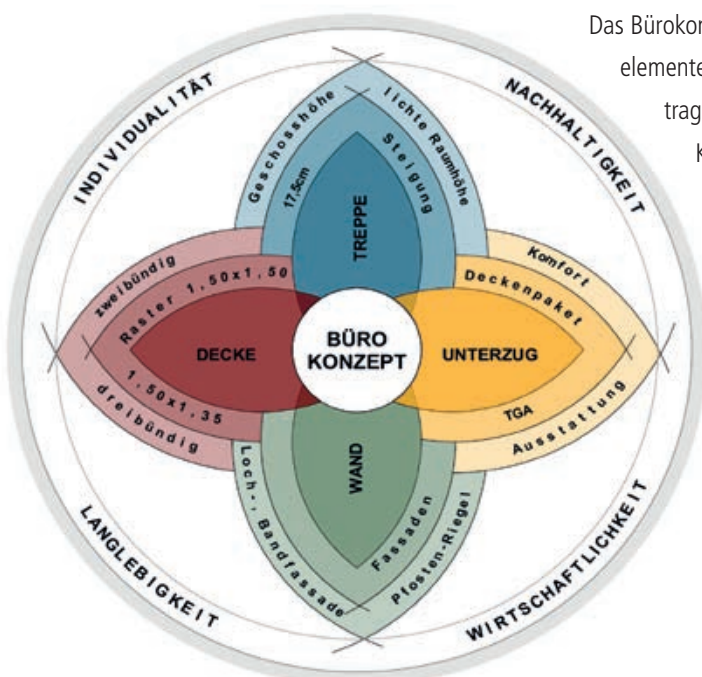 Das Bürokon
elemente
trag
K
INDIVIDUALITÄT
NACHHALTIGKEIT
Geschosshöhe
lichte Raumhöhe
17,5cm
Steigung
TREPPE
zweibündig
Raster 1,50x1,50
DECKE
1,50x1,35
dreibündig
BÜRO
KONZEPT
Komfort
Deckenpaket
UNTERZUG
TGA
Ausstattung
WAND
Loch-, Bandfassade
Fassaden
Pfosten-Riegel
LANGLEBIGKEIT
WIRTSCHAFTLICHKEIT